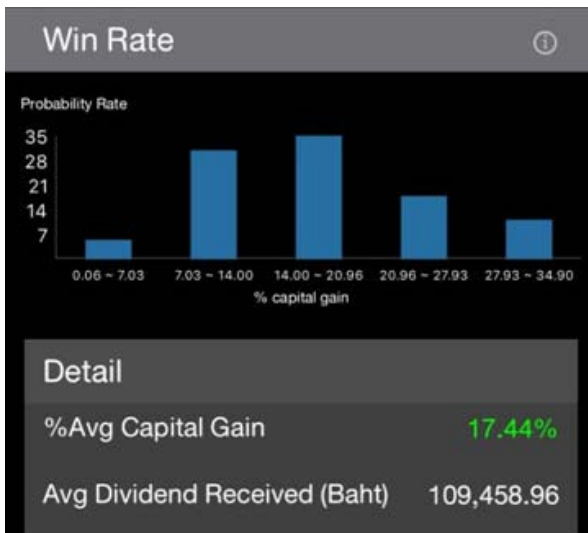 Win Rate
Probability Rate
35
28
21
14
7
0.06 ~ 7.03 7.03 ~ 14.00 14.00 ~ 20.96 20.96 ~ 27.93 27.93 ~ 34.90
% capital gain
Detail
%Avg Capital Gain 17.44%
Avg Dividend Received (Baht) 109,458.96